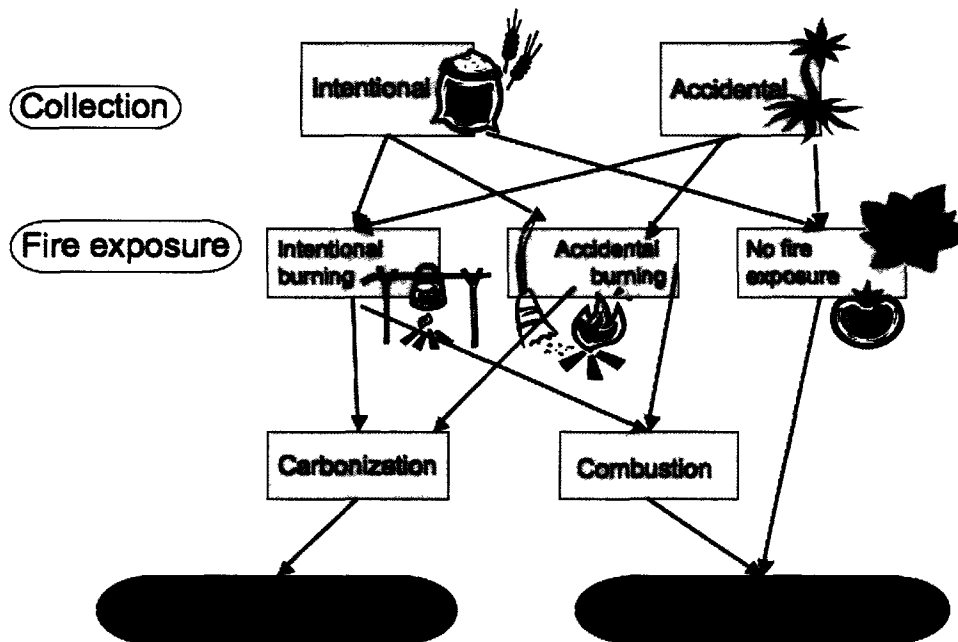 Intentional
Accidental
Collection
Fire exposure
Intentional
burning
Accidental
burning
No fire
exposure
Carbonization
Combustion